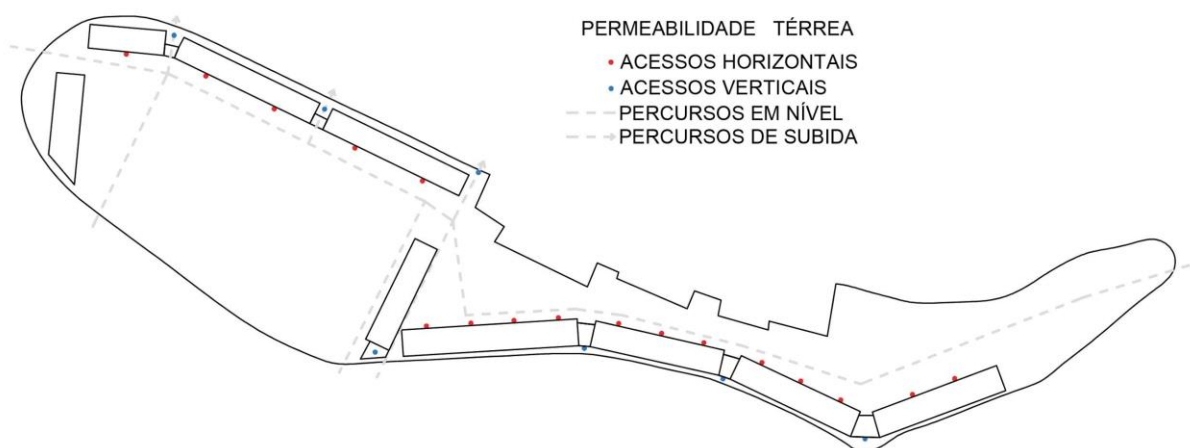 PERMEABILIDADE TÉRREA
ACESSOS HORIZONTAIS
ACESSOS VERTICAIS
PERCURSOS EM NÍVEL
PERCURSOS DE SUBIDA